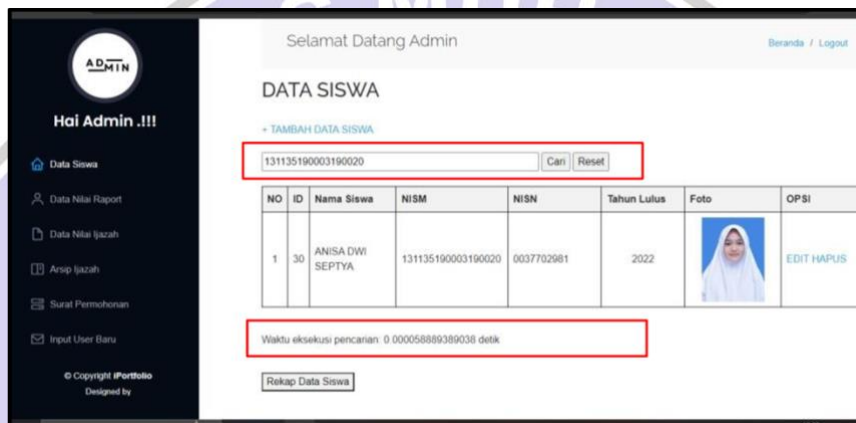 ADMIN
Hai Admin .!!!
Data Siswa
Data Nilai Raport
Data Nilai Ijazah
Arsip Ijazah
Surat Permohonan
Input User Baru
© Copyright iPortfolio
Designed by
Selamat Datang Admin
Beranda / Logout
DATA SISWA
+ TAMBAH DATA SISWA
131135190003190020 Cari Reset
NO ID Nama Siswa NISM NISN Tahun Lulus Foto OPSI
1 30 ANISA DWI SEPTYA 131135190003190020 0037702981 2022 EDIT HAPUS
Waktu eksekusi pencarian: 0.000058889389038 detik
Rekap Data Siswa